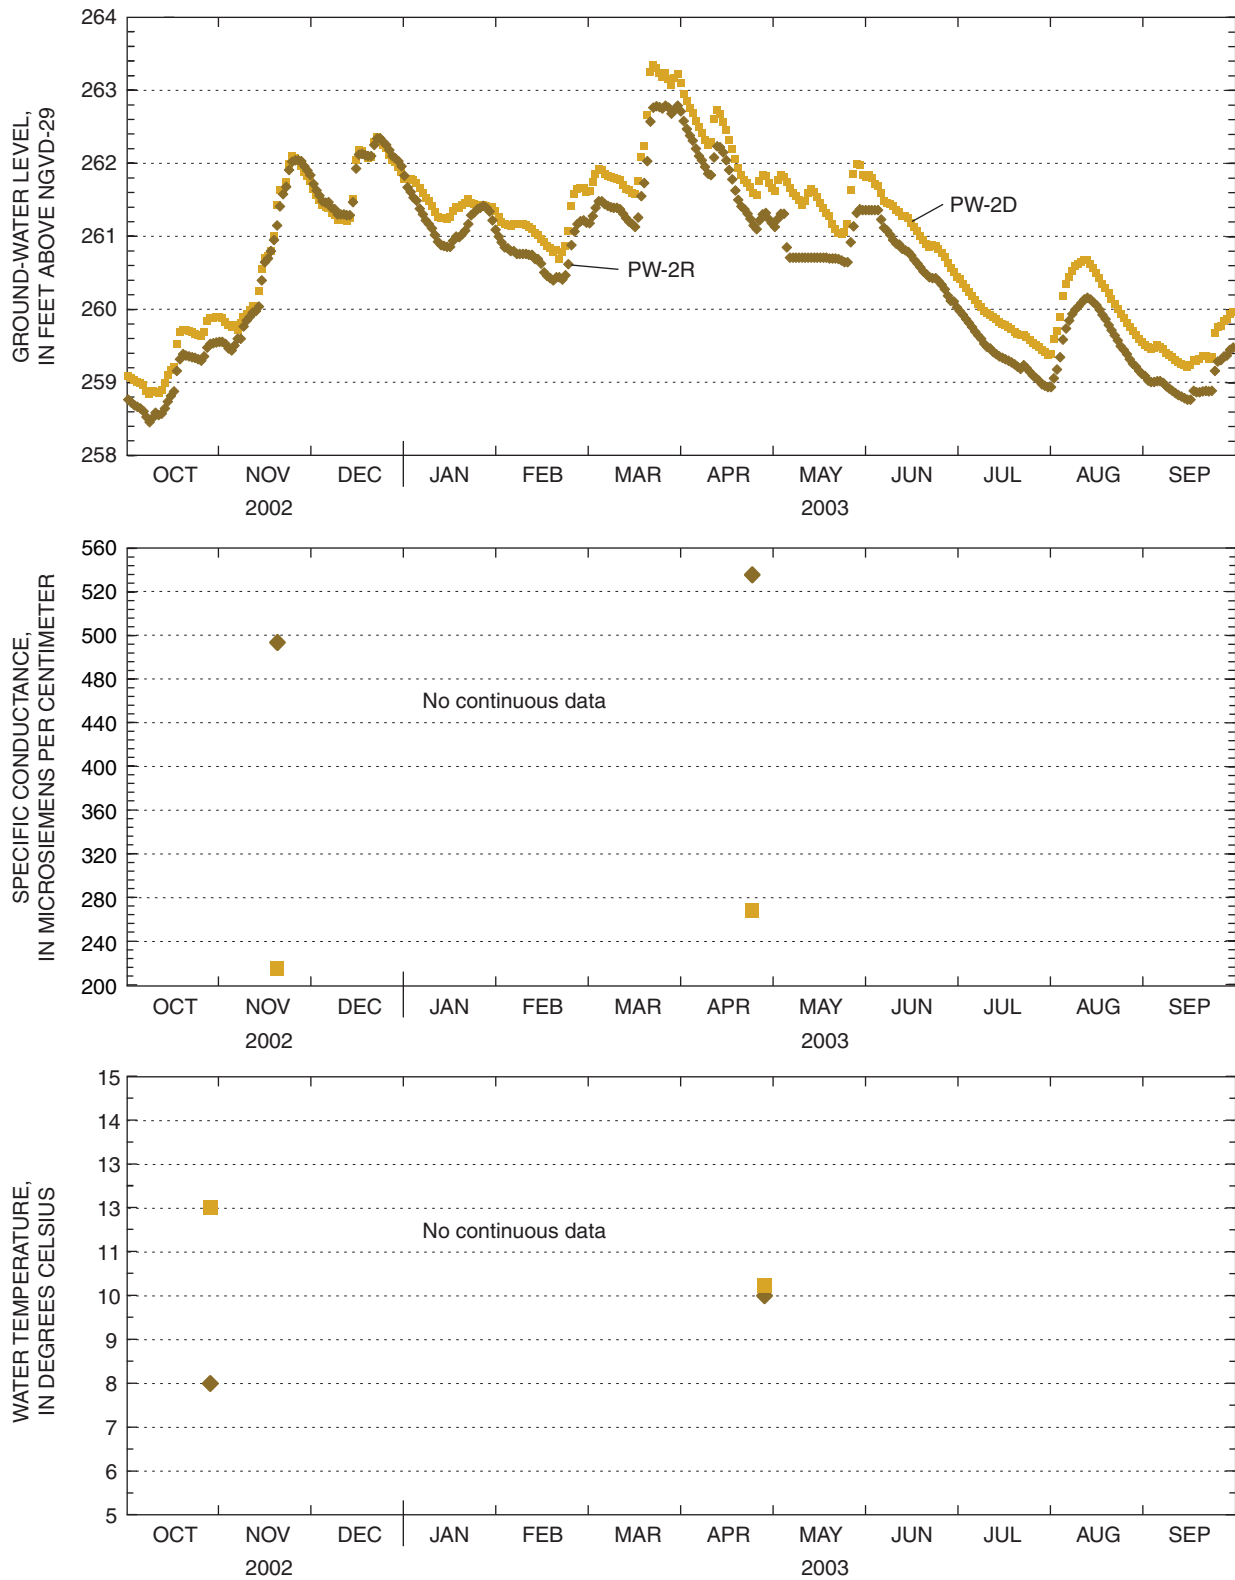 GROUND-WATER LEVEL,
IN FEET ABOVE NGVD-29
264
263
262
261
260
259
258
PW-2D
PW-2R
OCT NOV DEC JAN FEB MAR APR MAY JUN JUL AUG SEP
2002 2003
SPECIFIC CONDUCTANCE,
IN MICROSIEMENS PER CENTIMETER
560
520
500
480
440
400
360
320
280
240
200
No continuous data
OCT NOV DEC JAN FEB MAR APR MAY JUN JUL AUG SEP
2002 2003
WATER TEMPERATURE,
IN DEGREES CELSIUS
15
14
13
13
11
10
9
8
7
6
5
No continuous data
OCT NOV DEC JAN FEB MAR APR MAY JUN JUL AUG SEP
2002 2003